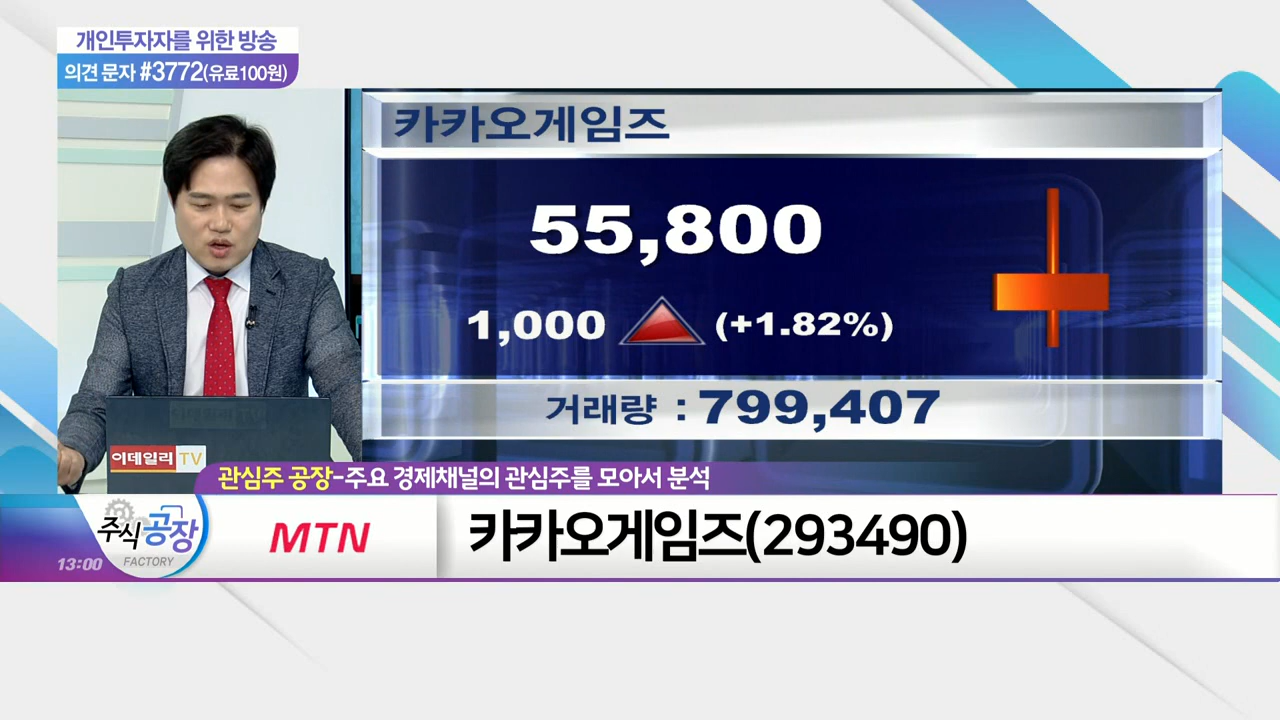 개인투자자를 위한 방송
의견 문자 #3772(유료100원)
카카오게임즈
55,800
1,000 ▲ (+1.82%)
거래량 : 799,407
이데일리 TV
관심주 공장-주요 경제채널의 관심주를 모아서 분석
주식공장
FACTORY
13:00
MTN
카카오게임즈(293490)